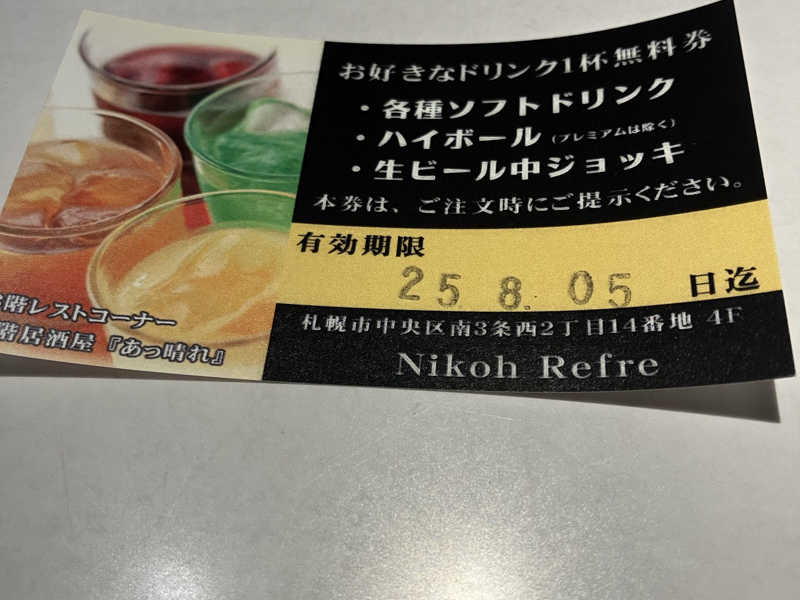 お好きなドリンク1杯無料券
・各種ソフトドリンク
・ハイボール（プレミアムは除く）
・生ビール中ジョッキ
本券は、ご注文時にご提示ください。
有効期限
25 8. 05 日迄
札幌市中央区南3条西2丁目14番地 4F
Nikoh Refre
階レストコーナー
階居酒屋『あっ晴れ』